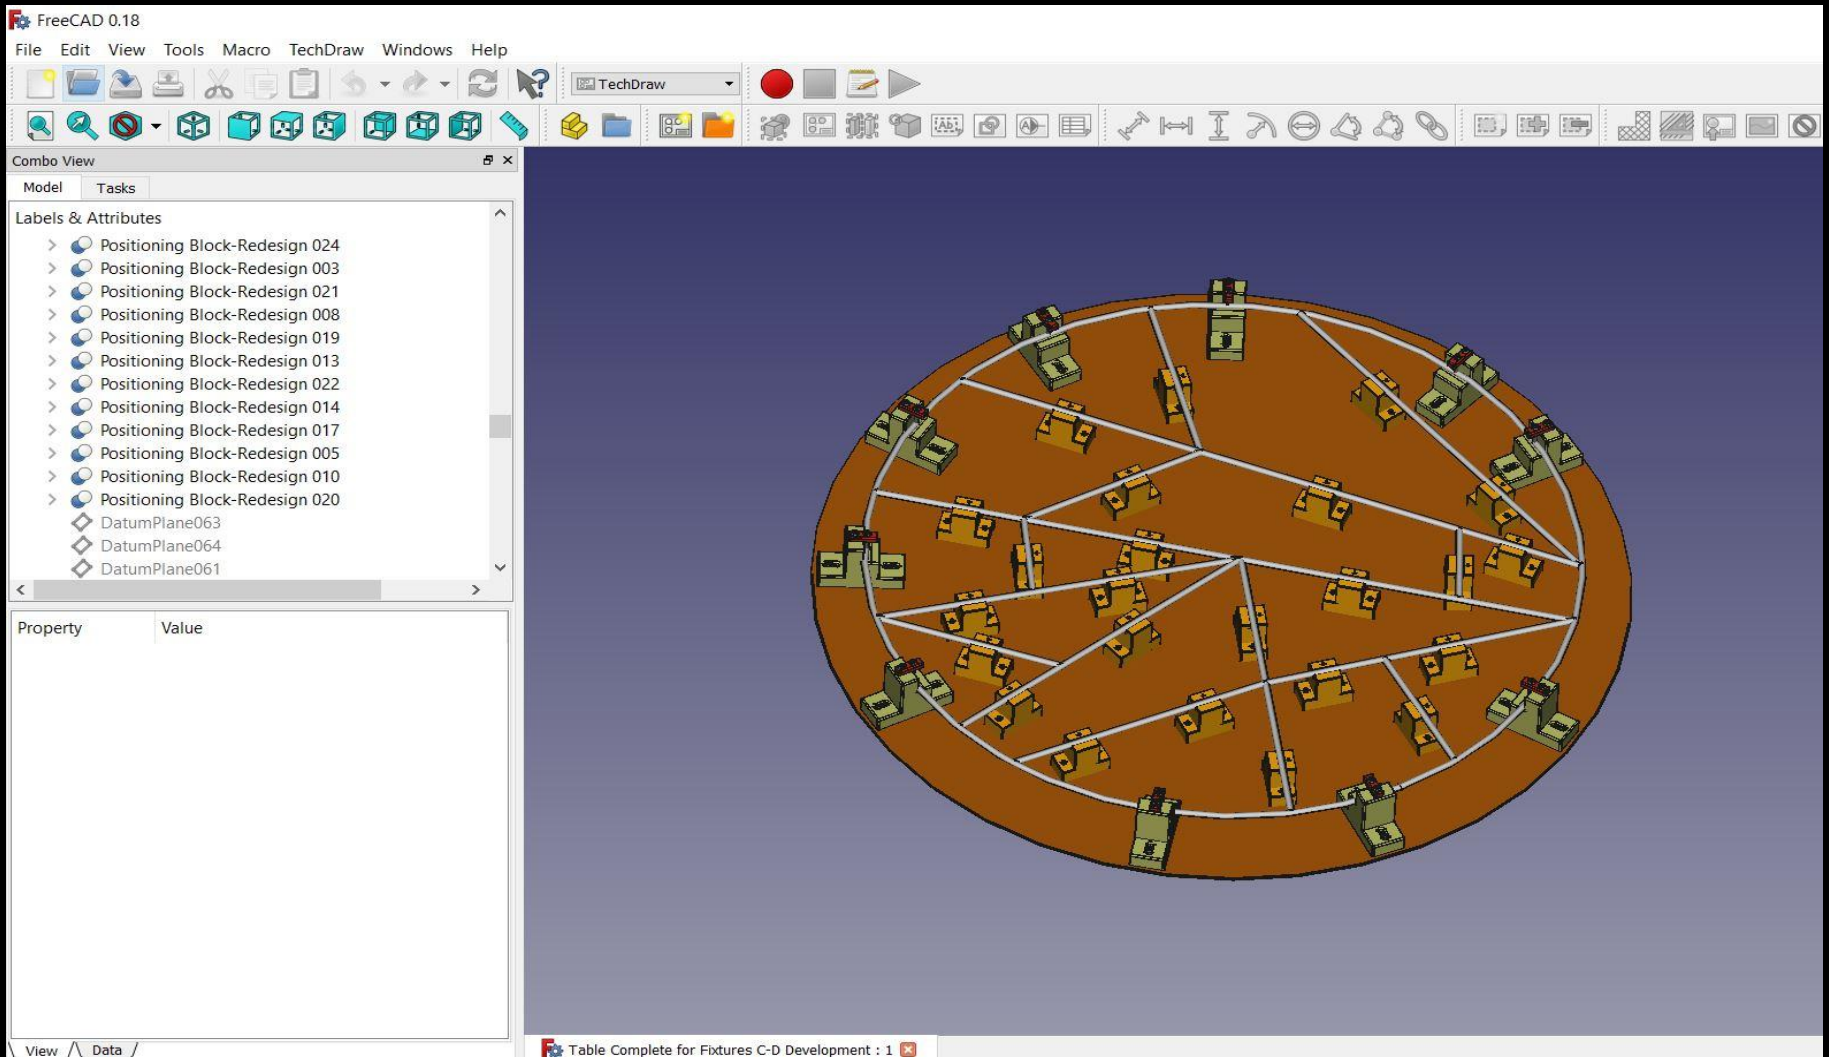 FreeCAD 0.18
File Edit View Tools Macro TechDraw Windows Help
TechDraw
Combo View
Model Tasks
Labels & Attributes
Positioning Block-Redesign 024
Positioning Block-Redesign 003
Positioning Block-Redesign 021
Positioning Block-Redesign 008
Positioning Block-Redesign 019
Positioning Block-Redesign 013
Positioning Block-Redesign 022
Positioning Block-Redesign 014
Positioning Block-Redesign 017
Positioning Block-Redesign 005
Positioning Block-Redesign 010
Positioning Block-Redesign 020
DatumPlane063
DatumPlane064
DatumPlane061
Property Value
View Data
Table Complete for Fixtures C-D Development : 1